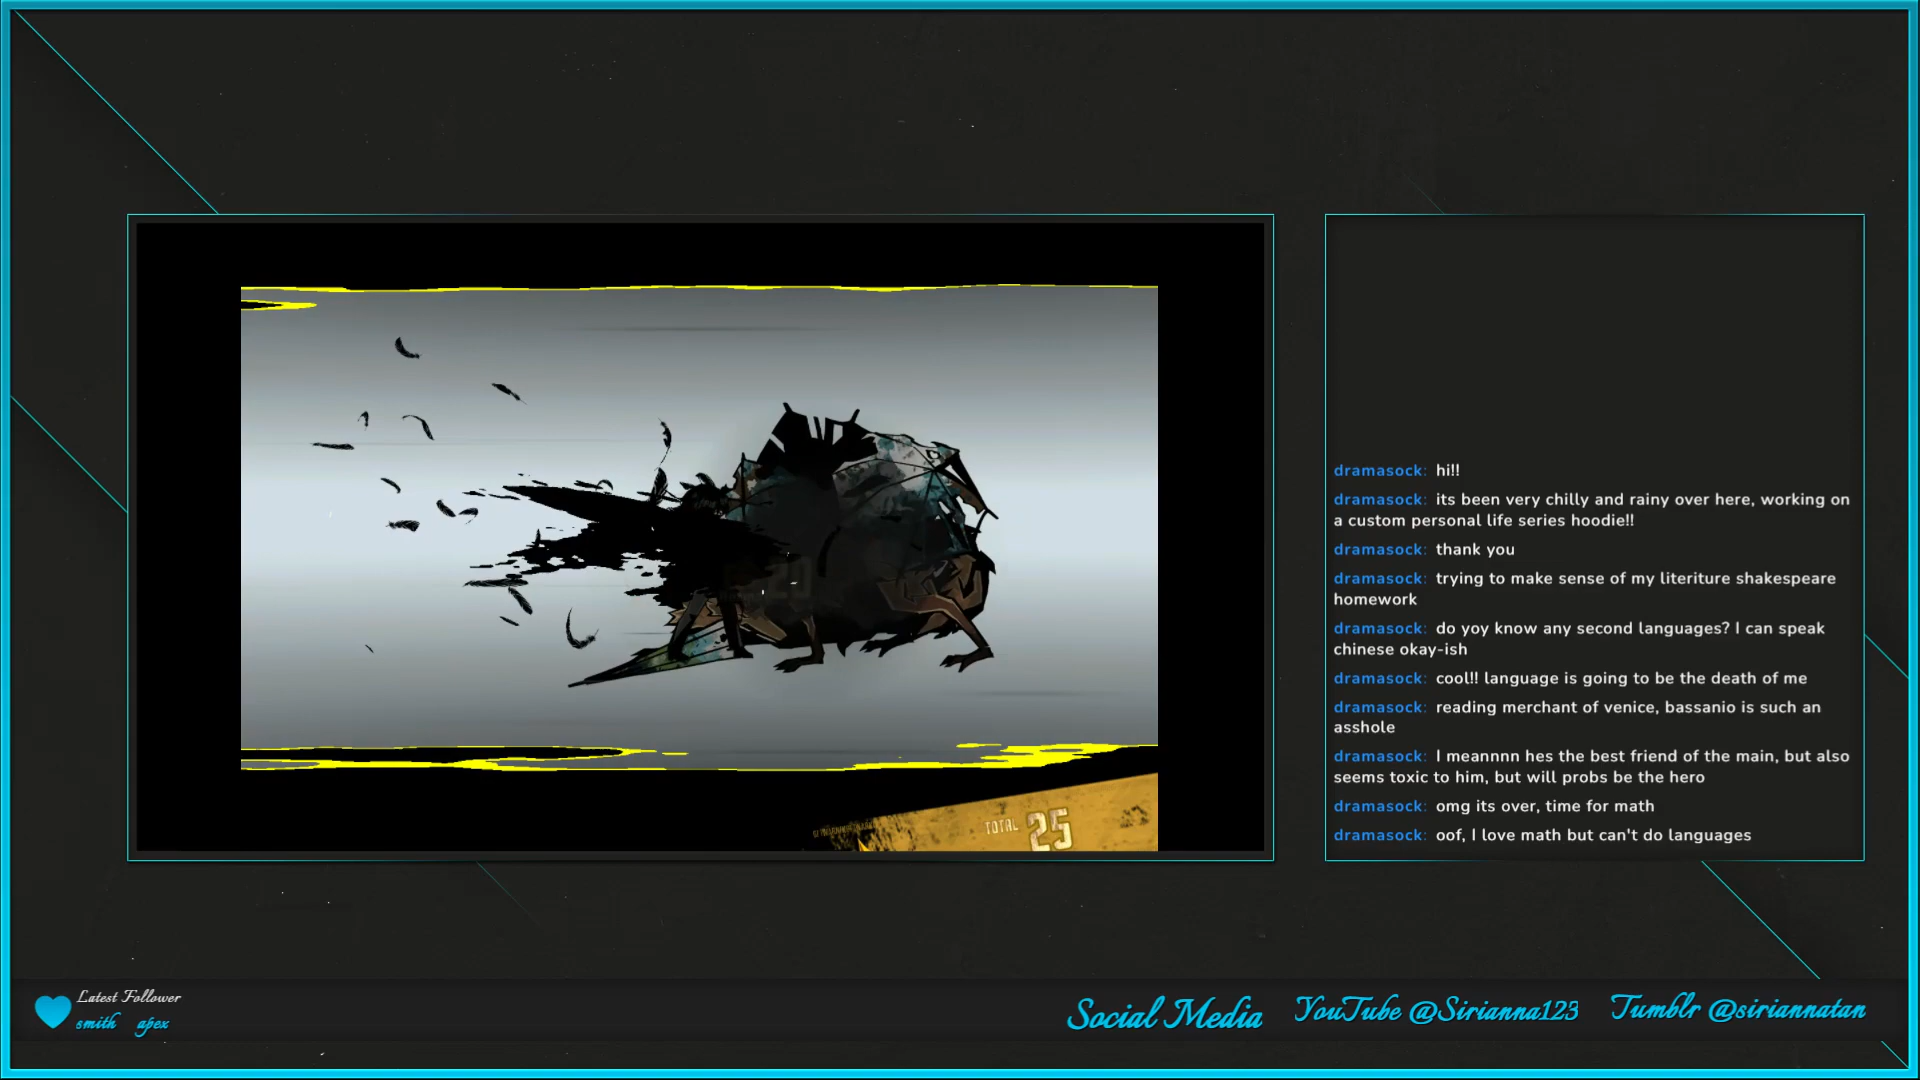 dramasock: hi!!
dramasock: its been very chilly and rainy over here, working on
a custom personal life series hoodie!!
dramasock: thank you
dramasock: trying to make sense of my literiture shakespeare
homework
dramasock: do yoy know any second languages? I can speak
chinese okay-ish
dramasock: cool!! language is going to be the death of me
dramasock: reading merchant of venice, bassanio is such an
asshole
dramasock: I meannnn hes the best friend of the main, but also
seems toxic to him, but will probs be the hero
dramasock: omg its over, time for math
dramasock: oof, I love math but can't do languages
TOTAL 25
Latest Follower
smith apex
Social Media YouTube @Sirianna123 Tumblr @siriannatan